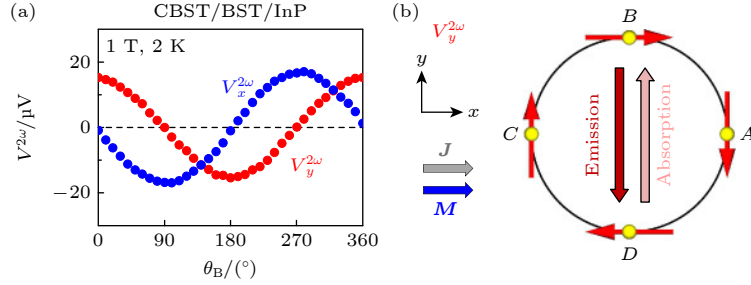 (a)
CBST/BST/InP
1 T, 2 K
V_x^{2ω}
V_y^{2ω}
V^{2ω}/μV
20
0
−20
0
90
180
270
360
θ_B/(°)
(b)
V_y^{2ω}
y
x
J
M
B
A
C
D
Emission
Absorption